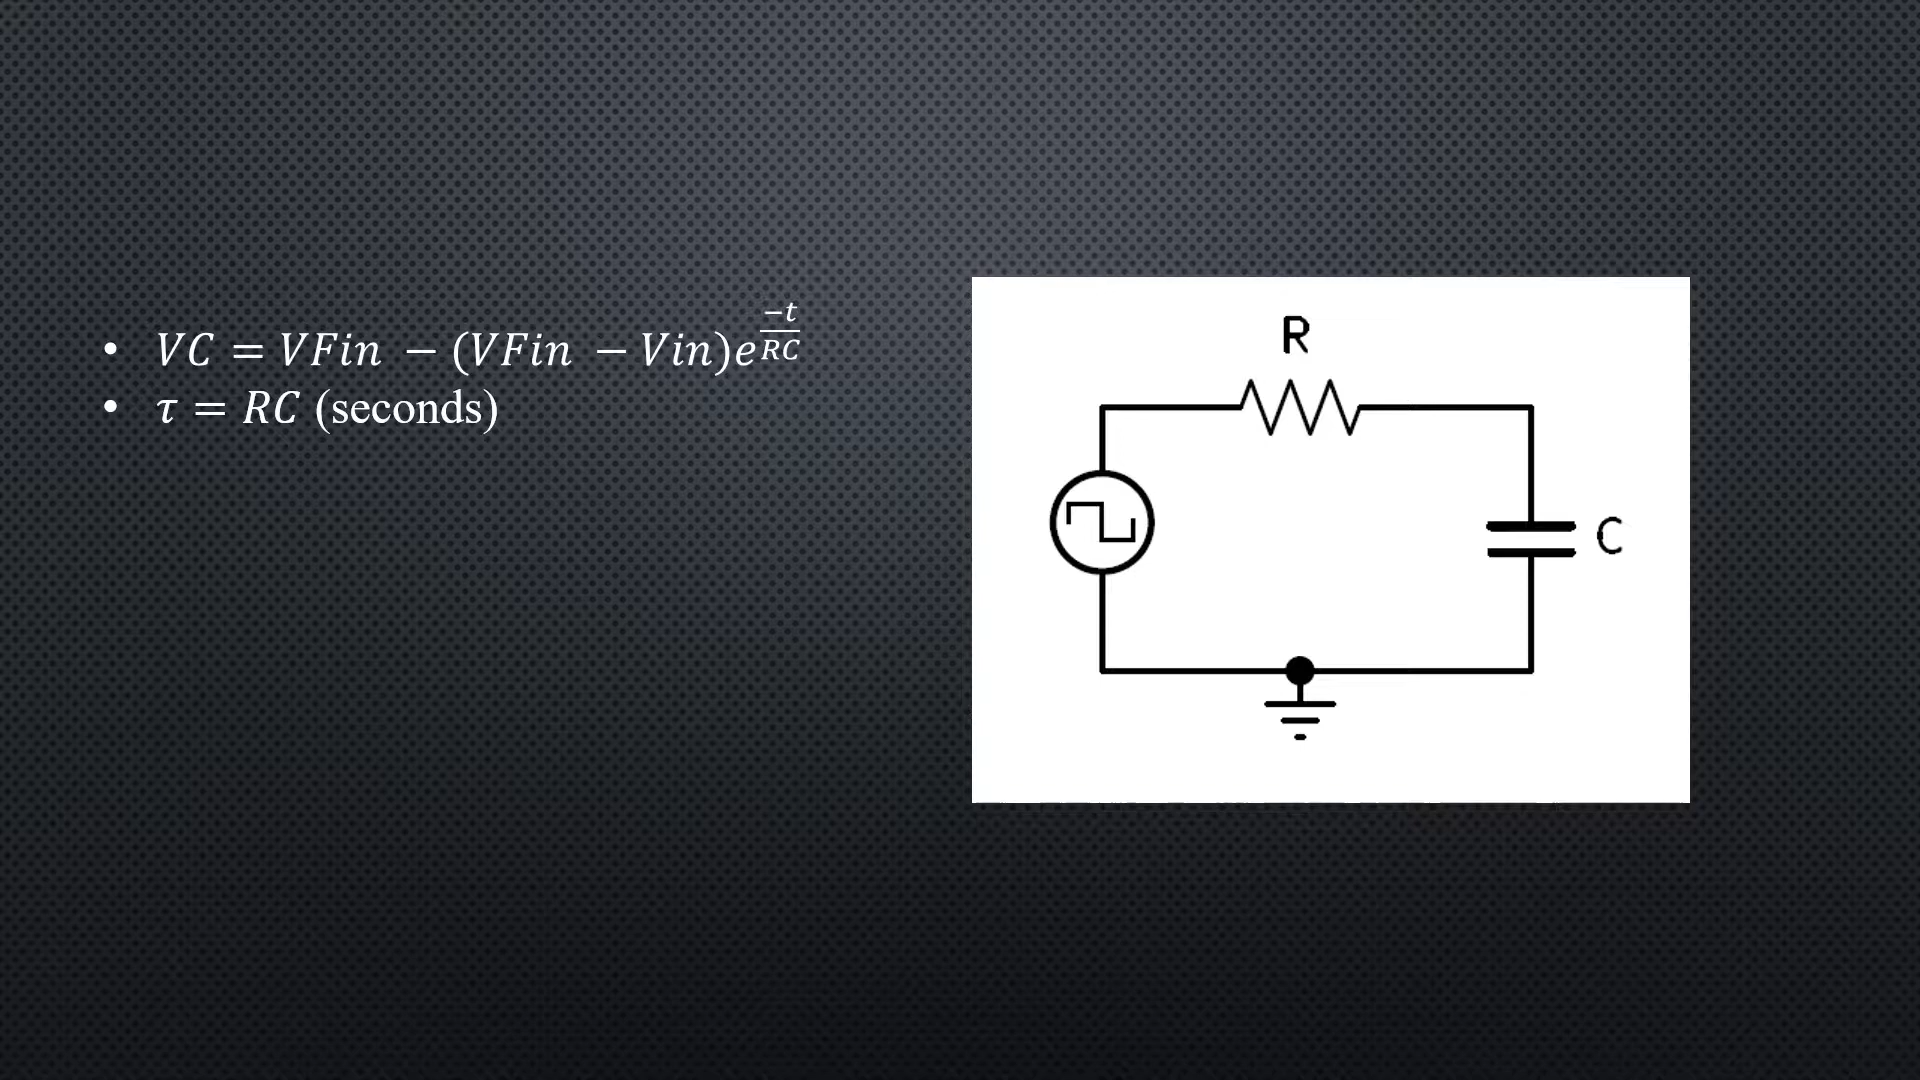 • VC = VFin − (VFin − Vin)e^(−t/RC)
• τ = RC (seconds)
R
C